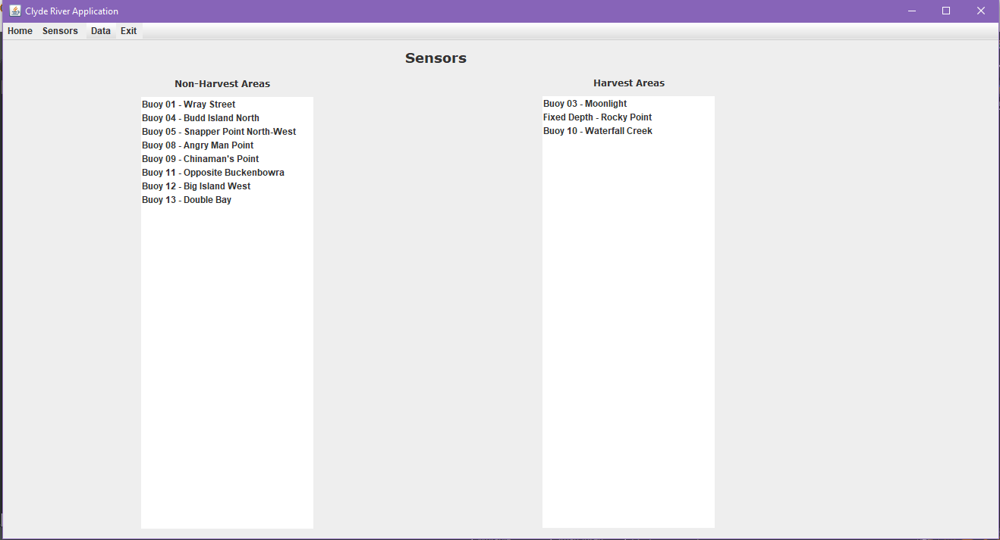 Clyde River Application
Home Sensors Data Exit
Sensors
Non-Harvest Areas
Buoy 01 - Wray Street
Buoy 04 - Budd Island North
Buoy 05 - Snapper Point North-West
Buoy 08 - Angry Man Point
Buoy 09 - Chinaman's Point
Buoy 11 - Opposite Buckenbowra
Buoy 12 - Big Island West
Buoy 13 - Double Bay
Harvest Areas
Buoy 03 - Moonlight
Fixed Depth - Rocky Point
Buoy 10 - Waterfall Creek